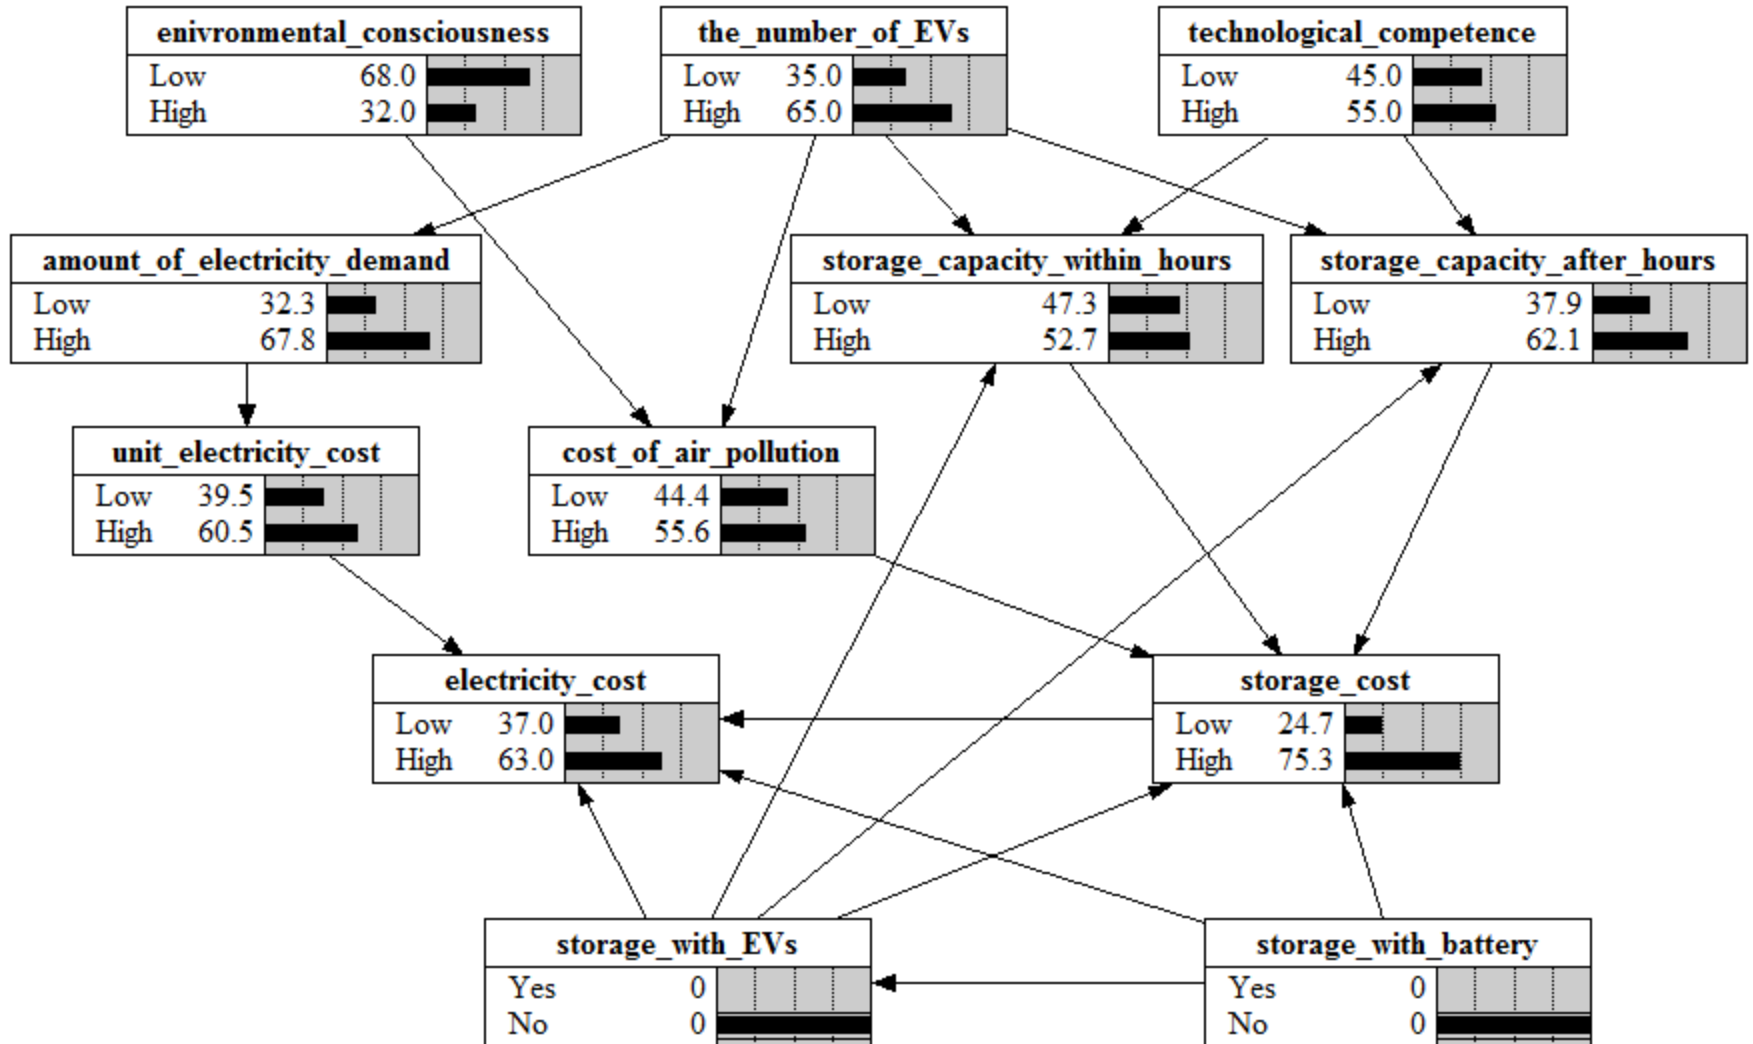 enivronmental_consciousness
Low 68.0
High 32.0
the_number_of_EVs
Low 35.0
High 65.0
technological_competence
Low 45.0
High 55.0
amount_of_electricity_demand
Low 32.3
High 67.8
storage_capacity_within_hours
Low 47.3
High 52.7
storage_capacity_after_hours
Low 37.9
High 62.1
unit_electricity_cost
Low 39.5
High 60.5
cost_of_air_pollution
Low 44.4
High 55.6
electricity_cost
Low 37.0
High 63.0
storage_cost
Low 24.7
High 75.3
storage_with_EVs
Yes 0
No 0
storage_with_battery
Yes 0
No 0